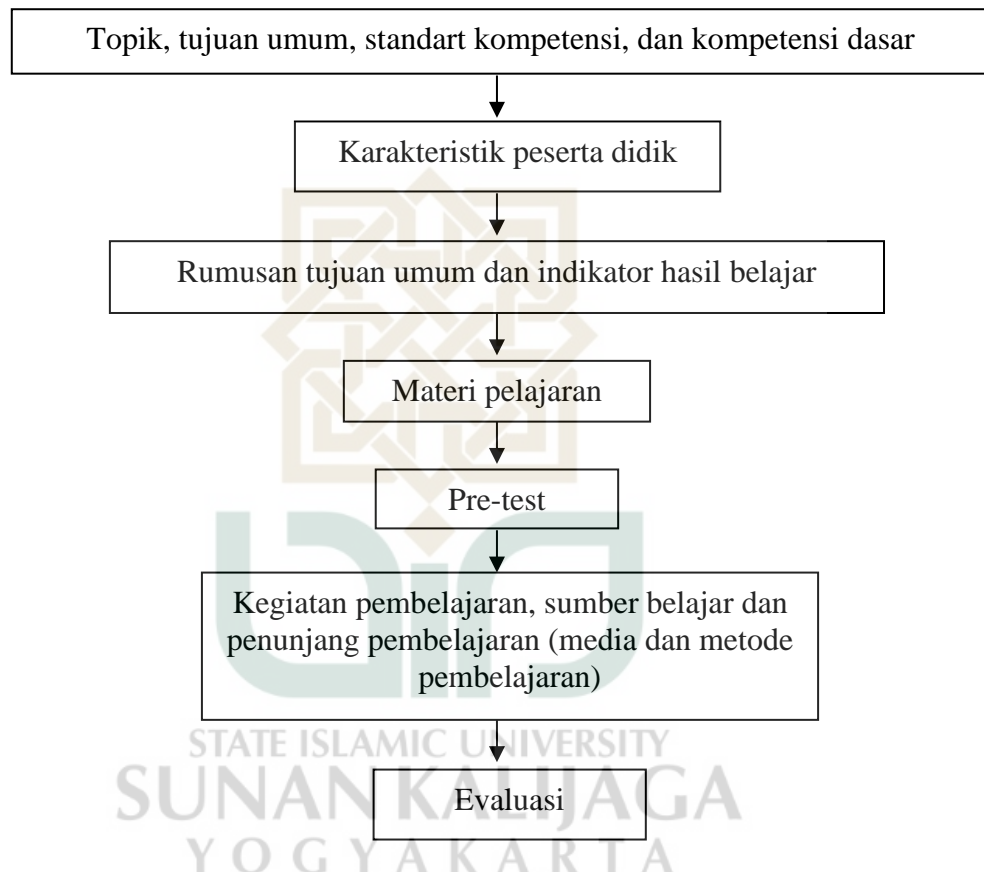 Topik, tujuan umum, standart kompetensi, dan kompetensi dasar
Karakteristik peserta didik
Rumusan tujuan umum dan indikator hasil belajar
Materi pelajaran
Pre-test
Kegiatan pembelajaran, sumber belajar dan
penunjang pembelajaran (media dan metode
pembelajaran)
STATE ISLAMIC UNIVERSITY
SUNAN KALIJAGA
Evaluasi
YOGYAKARTA